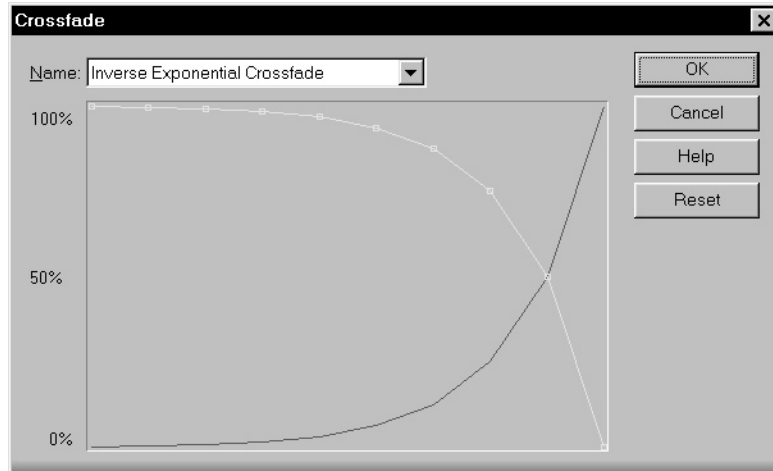 Crossfade
Name: Inverse Exponential Crossfade
OK
100%
Cancel
Help
Reset
50%
0%